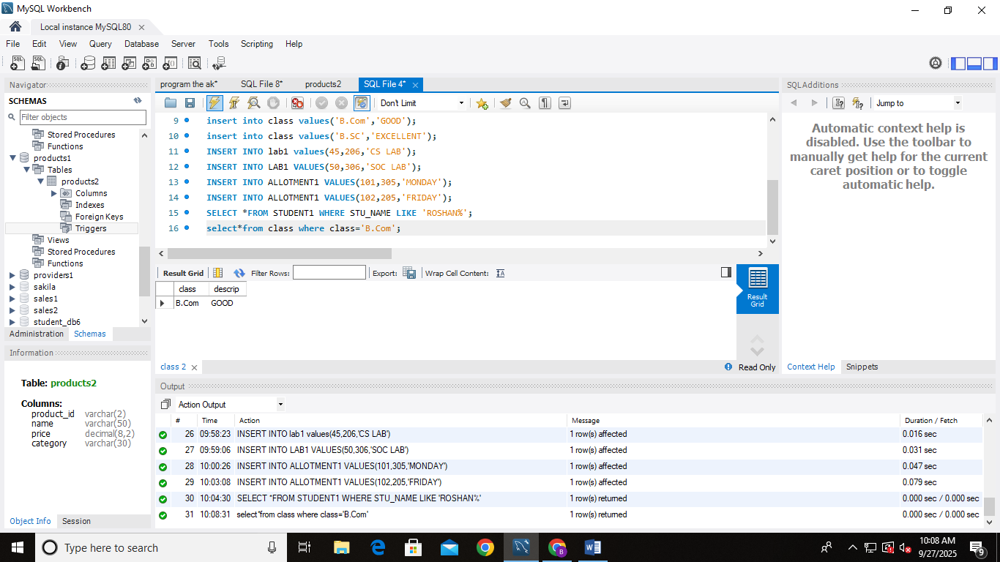 MySQL Workbench
Local instance MySQL80
File Edit View Query Database Server Tools Scripting Help
Navigator
SCHEMAS
Filter objects
Stored Procedures
Functions
products1
Tables
products2
Columns
Indexes
Foreign Keys
Triggers
Views
Stored Procedures
Functions
providers1
sakila
sales1
sales2
student_db6
Administration Schemas
Information
Table: products2
Columns:
product_id varchar(2)
name varchar(50)
price decimal(8,2)
category varchar(30)
Object Info Session
program the ak* SQL File 8* products2 SQL File 4*
Don't Limit
9 insert into class values('B.Com','GOOD');
10 insert into class values('B.SC','EXCELLENT');
11 INSERT INTO lab1 values(45,206,'CS LAB');
12 INSERT INTO LAB1 VALUES(50,306,'SOC LAB');
13 INSERT INTO ALLOTMENT1 VALUES(101,305,'MONDAY');
14 INSERT INTO ALLOTMENT1 VALUES(102,205,'FRIDAY');
15 SELECT *FROM STUDENT1 WHERE STU_NAME LIKE 'ROSHAN%';
16 select*from class where class='B.Com';
Result Grid Filter Rows: Export: Wrap Cell Content:
class descrip
B.Com GOOD
Result
Grid
class 2 Read Only
SQLAdditions
Jump to
Automatic context help is
disabled. Use the toolbar to
manually get help for the current
caret position or to toggle
automatic help.
Context Help Snippets
Output
Action Output
# Time Action Message Duration / Fetch
26 09:58:23 INSERT INTO lab1 values(45,206,'CS LAB') 1 row(s) affected 0.016 sec
27 09:59:06 INSERT INTO LAB1 VALUES(50,306,'SOC LAB') 1 row(s) affected 0.031 sec
28 10:00:26 INSERT INTO ALLOTMENT1 VALUES(101,305,'MONDAY') 1 row(s) affected 0.047 sec
29 10:03:08 INSERT INTO ALLOTMENT1 VALUES(102,205,'FRIDAY') 1 row(s) affected 0.079 sec
30 10:04:30 SELECT *FROM STUDENT1 WHERE STU_NAME LIKE 'ROSHAN%' 1 row(s) returned 0.000 sec / 0.000 sec
31 10:08:31 select*from class where class='B.Com' 1 row(s) returned 0.000 sec / 0.000 sec
Type here to search
10:08 AM
9/27/2025
9